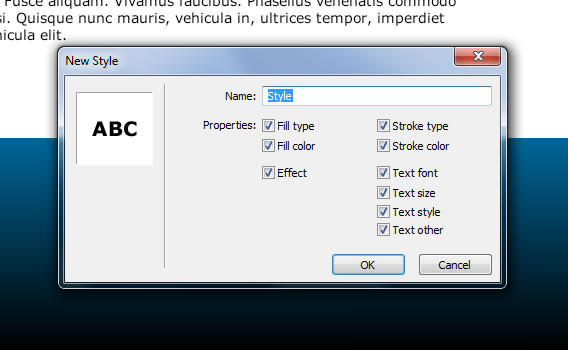 Fusce aliquam. Vivamus faucibus. Phasellus venenatis commodo
si. Quisque nunc mauris, vehicula in, ultrices tempor, imperdiet
hicula elit.
New Style
ABC
Name: Style
Properties: Fill type Stroke type
Fill color Stroke color
Effect Text font
Text size
Text style
Text other
OK Cancel